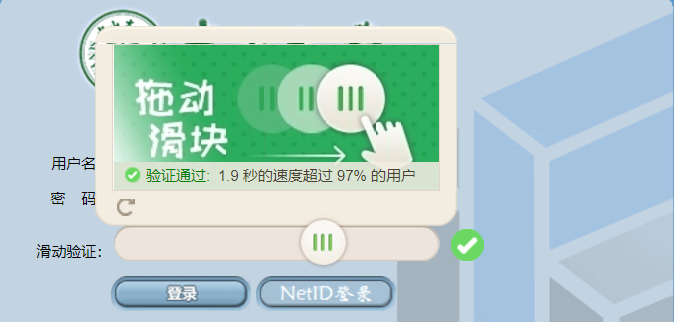 拖动
滑块
用户名
验证通过: 1.9 秒的速度超过 97% 的用户
密 码
滑动验证：
登录
NetID登录